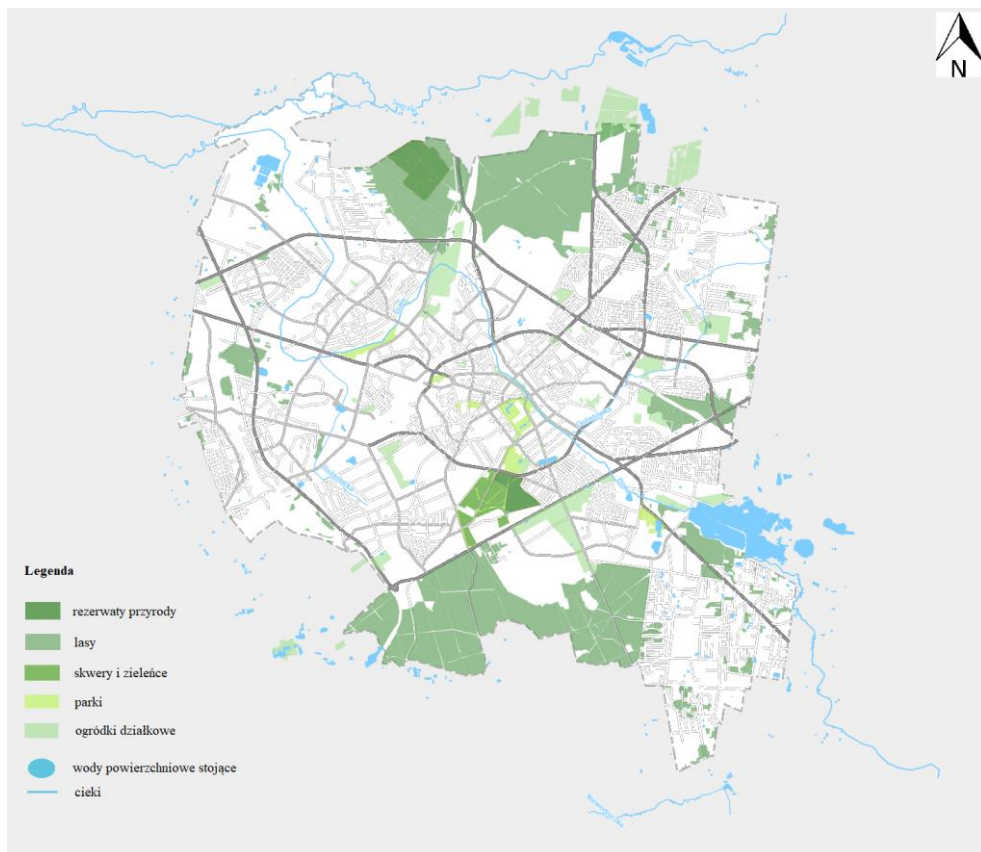 N
Legenda
rezerwaty przyrody
lasy
skwery i zieleńce
parki
ogródki działkowe
wody powierzchniowe stojące
cieki